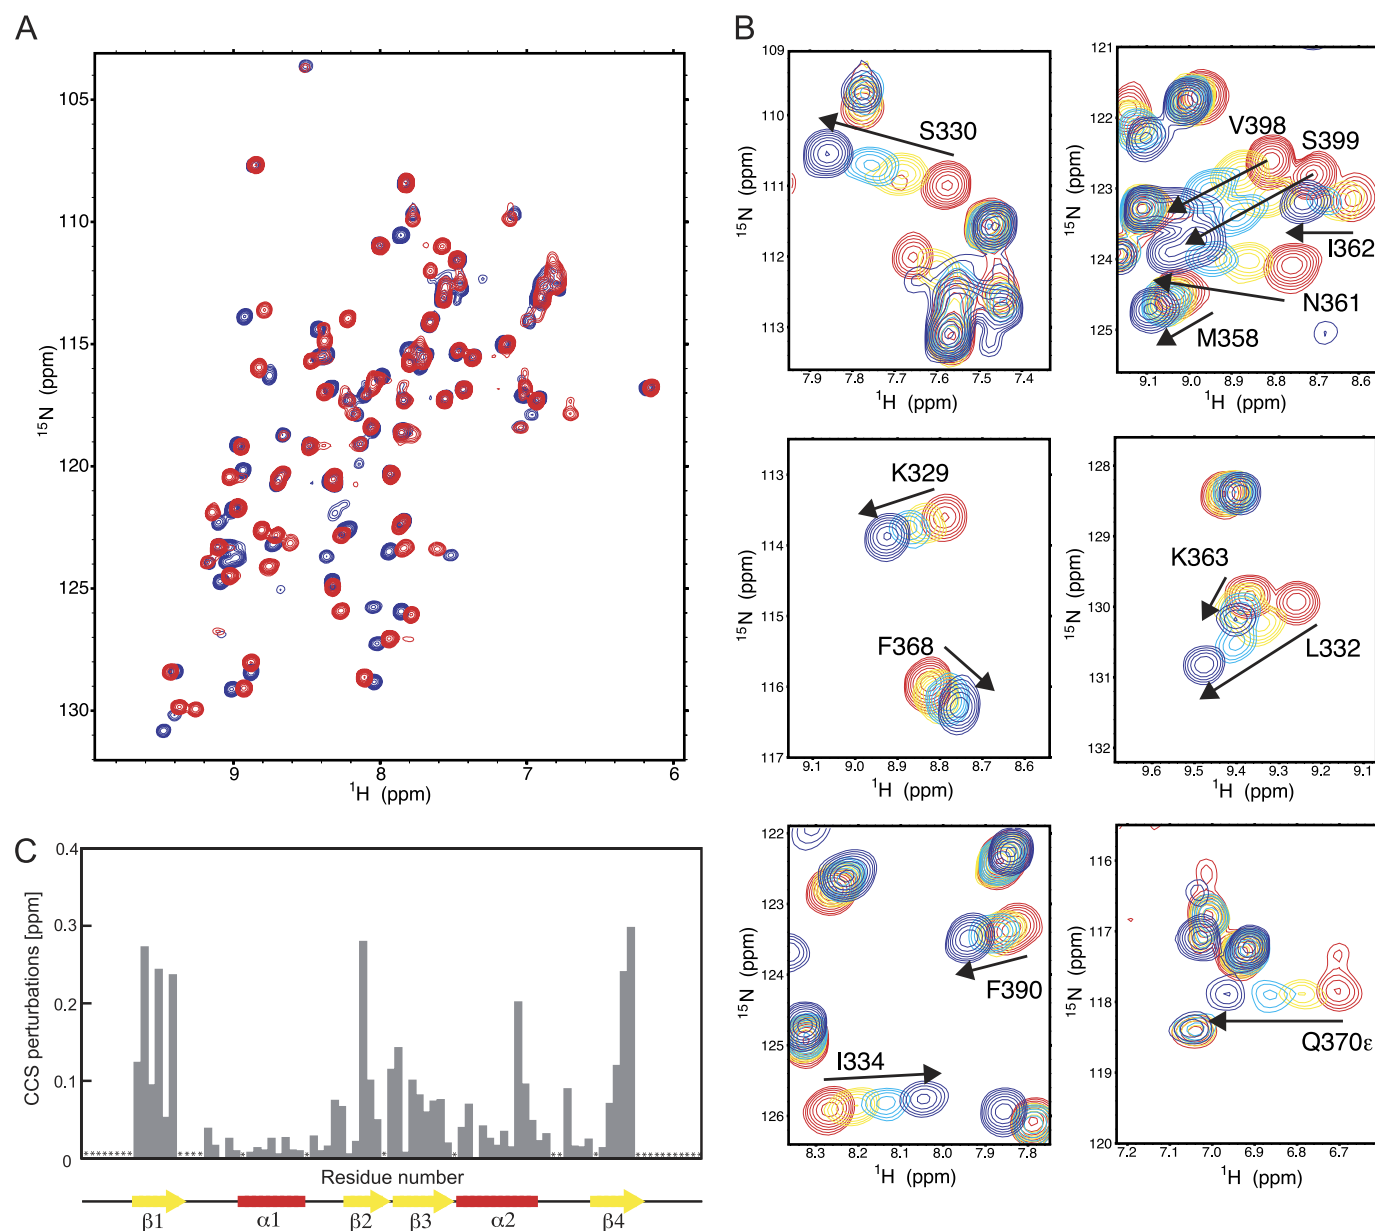 A
105
110
115
120
125
130
15N (ppm)
9
8
7
6
1H (ppm)
B
109
110
111
112
113
15N (ppm)
S330
7.9
7.8
7.7
7.6
7.5
7.4
1H (ppm)
121
122
123
124
125
15N (ppm)
V398
S399
I362
N361
M358
9.1
9.0
8.9
8.8
8.7
8.6
1H (ppm)
113
114
115
116
117
15N (ppm)
K329
F368
9.1
9.0
8.9
8.8
8.7
8.6
1H (ppm)
128
129
130
131
132
15N (ppm)
K363
L332
9.6
9.5
9.4
9.3
9.2
9.1
1H (ppm)
122
123
124
125
126
15N (ppm)
F390
I334
8.3
8.2
8.1
8.0
7.9
7.8
1H (ppm)
116
117
118
119
120
15N (ppm)
Q370ε
7.2
7.1
7.0
6.9
6.8
6.7
1H (ppm)
C
0.4
0.3
0.2
0.1
0
CCS perturbations [ppm]
Residue number
β1
α1
β2
β3
α2
β4